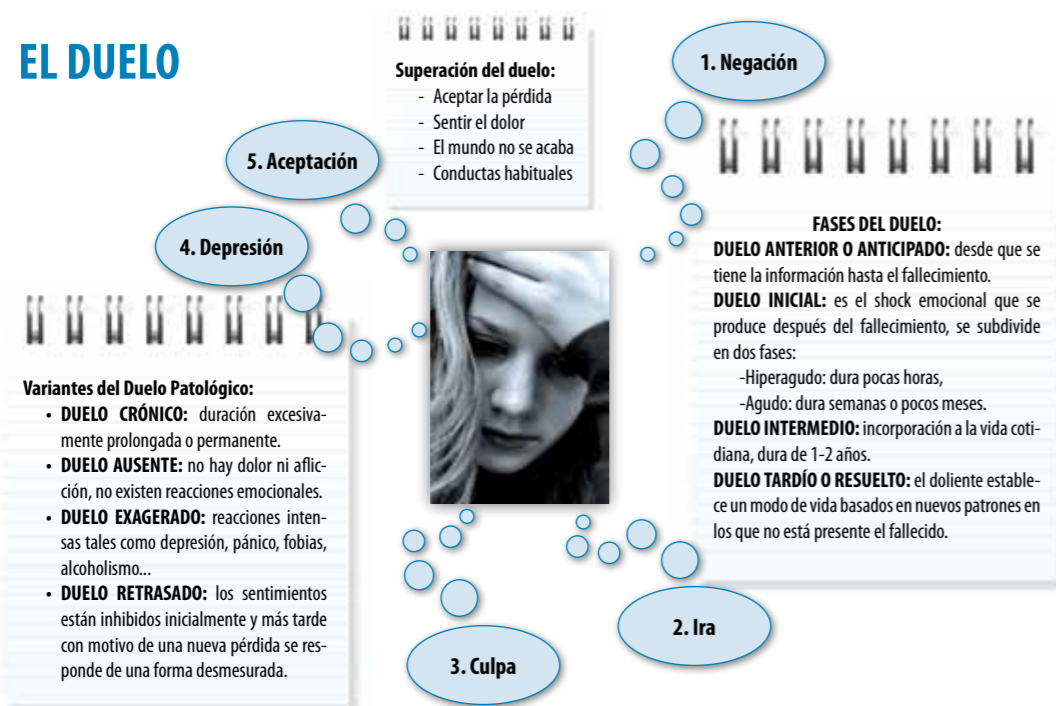 EL DUELO
Superación del duelo:
- Aceptar la pérdida
- Sentir el dolor
- El mundo no se acaba
- Conductas habituales
1. Negación
5. Aceptación
4. Depresión
FASES DEL DUELO:
DUELO ANTERIOR O ANTICIPADO: desde que se
tiene la información hasta el fallecimiento.
DUELO INICIAL: es el shock emocional que se
produce después del fallecimiento, se subdivide
en dos fases:
-Hiperagudo: dura pocas horas,
-Agudo: dura semanas o pocos meses.
DUELO INTERMEDIO: incorporación a la vida coti-
diana, dura de 1-2 años.
DUELO TARDÍO O RESUELTO: el doliente estable-
ce un modo de vida basados en nuevos patrones en
los que no está presente el fallecido.
Variantes del Duelo Patológico:
• DUELO CRÓNICO: duración excesiva-
mente prolongada o permanente.
• DUELO AUSENTE: no hay dolor ni aflic-
ción, no existen reacciones emocionales.
• DUELO EXAGERADO: reacciones inten-
sas tales como depresión, pánico, fobias,
alcoholismo...
• DUELO RETRASADO: los sentimientos
están inhibidos inicialmente y más tarde
con motivo de una nueva pérdida se res-
ponde de una forma desmesurada.
2. Ira
3. Culpa